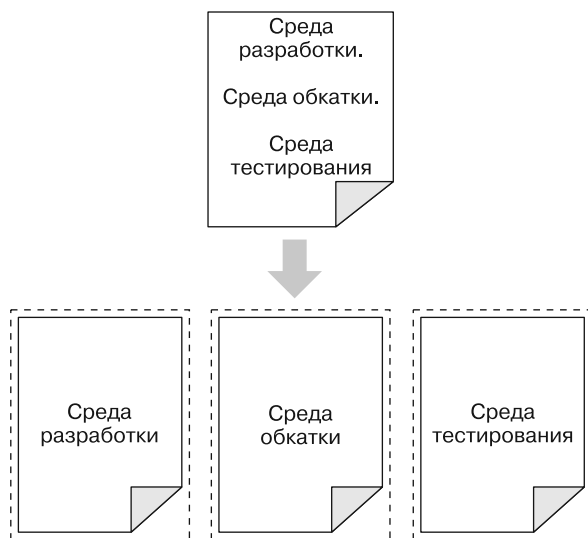 Среда
разработки.
Среда обкатки.
Среда
тестирования
Среда
разработки
Среда
обкатки
Среда
тестирования